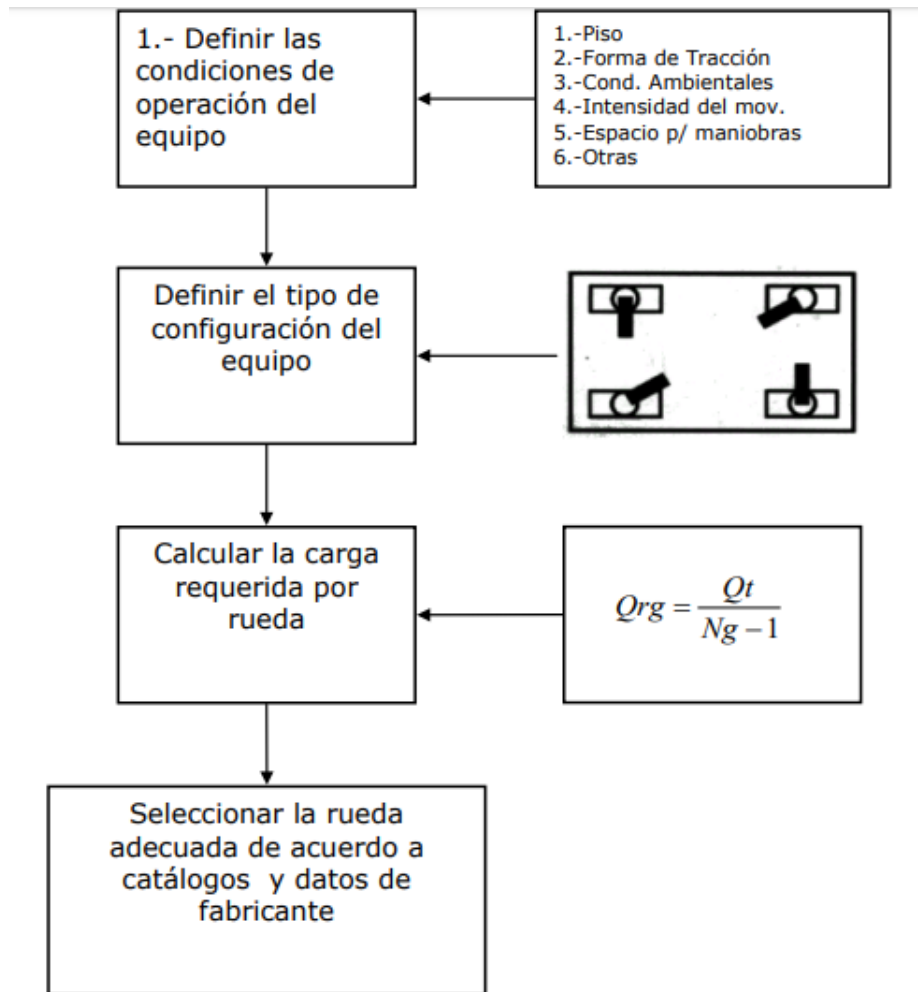 1.- Definir las
condiciones de
operación del
equipo
1.-Piso
2.-Forma de Tracción
3.-Cond. Ambientales
4.-Intensidad del mov.
5.-Espacio p/ maniobras
6.-Otras
Definir el tipo de
configuración del
equipo
Calcular la carga
requerida por
rueda
Qrg = Qt / (Ng − 1)
Seleccionar la rueda
adecuada de acuerdo a
catálogos y datos de
fabricante